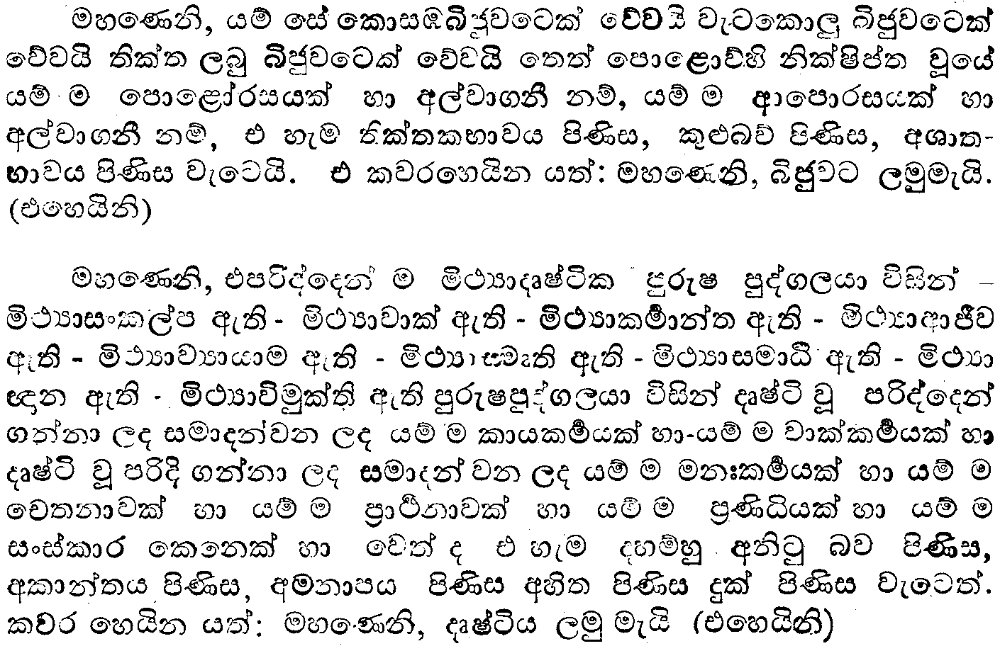 මහණෙනි, යම් සේ කොසඹබිජුවටෙක් වේවයි වැටකොලු බිජුවටෙක්
වේවයි තික්ත ලබු බිජුවටෙක් වේවයි තෙත් පොළොව්හි නික්ෂිප්ත වූයේ
යම් ම පොළෝරසයක් හා අල්වාගනී නම්, යම් ම ආපොරසයක් හා
අල්වාගනී නම්, එ හැම තික්තකභාවය පිණිස, කුළුබව් පිණිස, අශාත-
භාවය පිණිස වැටෙයි. එ කවරහෙයින යත්: මහණෙනි, බිජුවට ලමුමැයි.
(එහෙයිනි)
මහණෙනි, එපරිද්දෙන් ම මිථ්‍යාදෘෂ්ටික පුරුෂ පුද්ගලයා විසින් –
මිථ්‍යාසංකල්ප ඇති - මිථ්‍යාවාක් ඇති - මිථ්‍යාකර්‍මාන්ත ඇති - මිථ්‍යාආජීව
ඇති - මිථ්‍යාව්‍යායාම ඇති - මිථ්‍යාස්මෘති ඇති - මිථ්‍යාසමාධි ඇති - මිථ්‍යා
ඥාන ඇති - මිථ්‍යාවිමුක්ති ඇති පුරුෂපුද්ගලයා විසින් දෘෂ්ටි වූ පරිද්දෙන්
ගන්නා ලද සමාදන්වන ලද යම් ම කායකර්‍මයක් හා-යම් ම වාක්කර්‍මයක් හා
දෘෂ්ටි වූ පරිදි ගන්නා ලද සමාදන් වන ලද යම් ම මනඃකර්‍මයක් හා යම් ම
චෙතනාවක් හා යම් ම ප්‍රාර්‍ථනාවක් හා යම් ම ප්‍රණිධියක් හා යම් ම
සංස්කාර කෙනෙක් හා වෙත් ද එ හැම දහම්හු අනිටු බව පිණිස,
අකාන්තය පිණිස, අමනාපය පිණිස අහිත පිණිස දුක් පිණිස වැටෙත්.
කවර හෙයින යත්: මහණෙනි, දෘෂ්ටිය ලමු මැයි (එහෙයිනි)